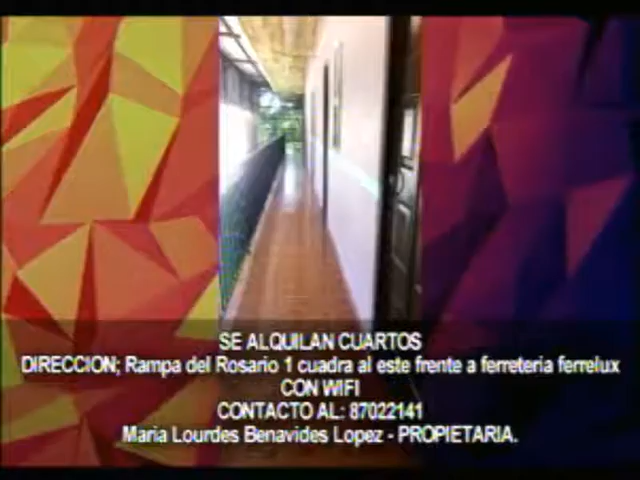 SE ALQUILAN CUARTOS
DIRECCION; Rampa del Rosario 1 cuadra al este frente a ferreteria ferrelux
CON WIFI
CONTACTO AL: 87022141
Maria Lourdes Benavides Lopez - PROPIETARIA.